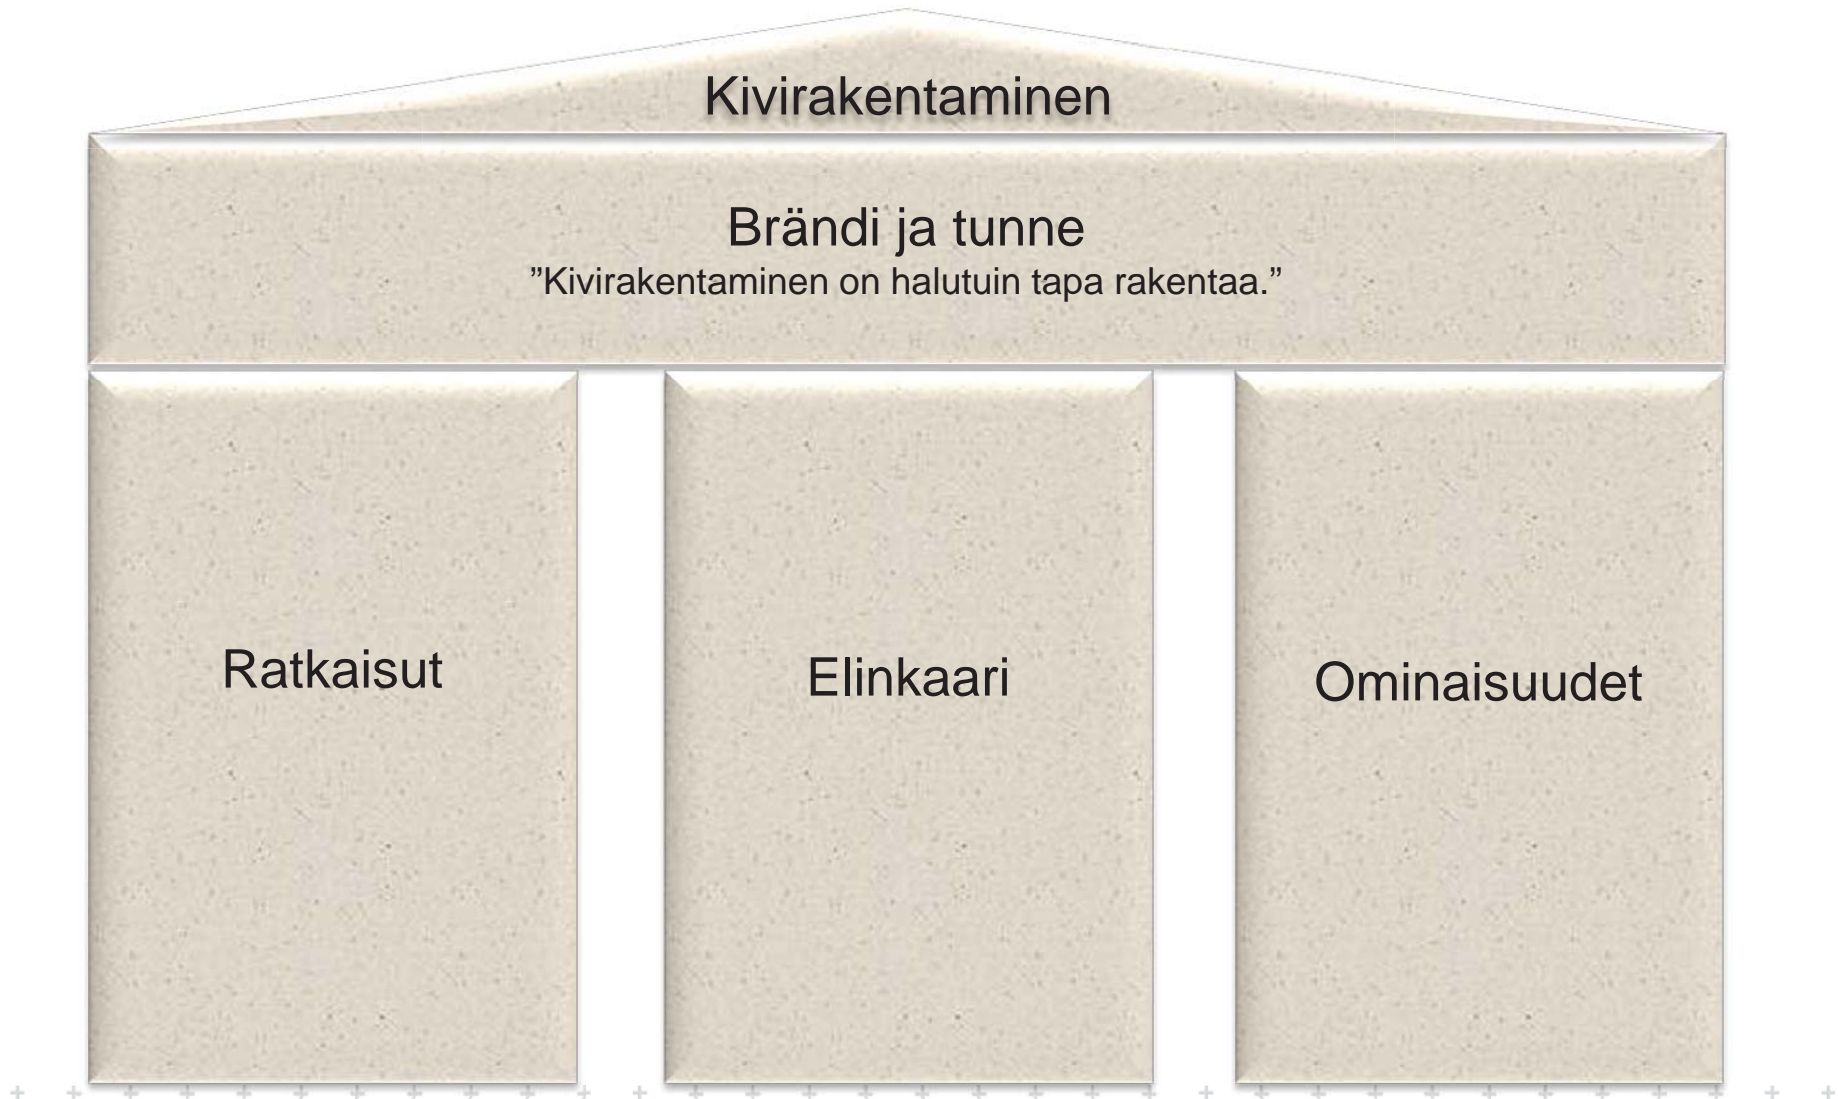 Kivirakentaminen
Brändi ja tunne
”Kivirakentaminen on halutuin tapa rakentaa.”
Ratkaisut
Elinkaari
Ominaisuudet